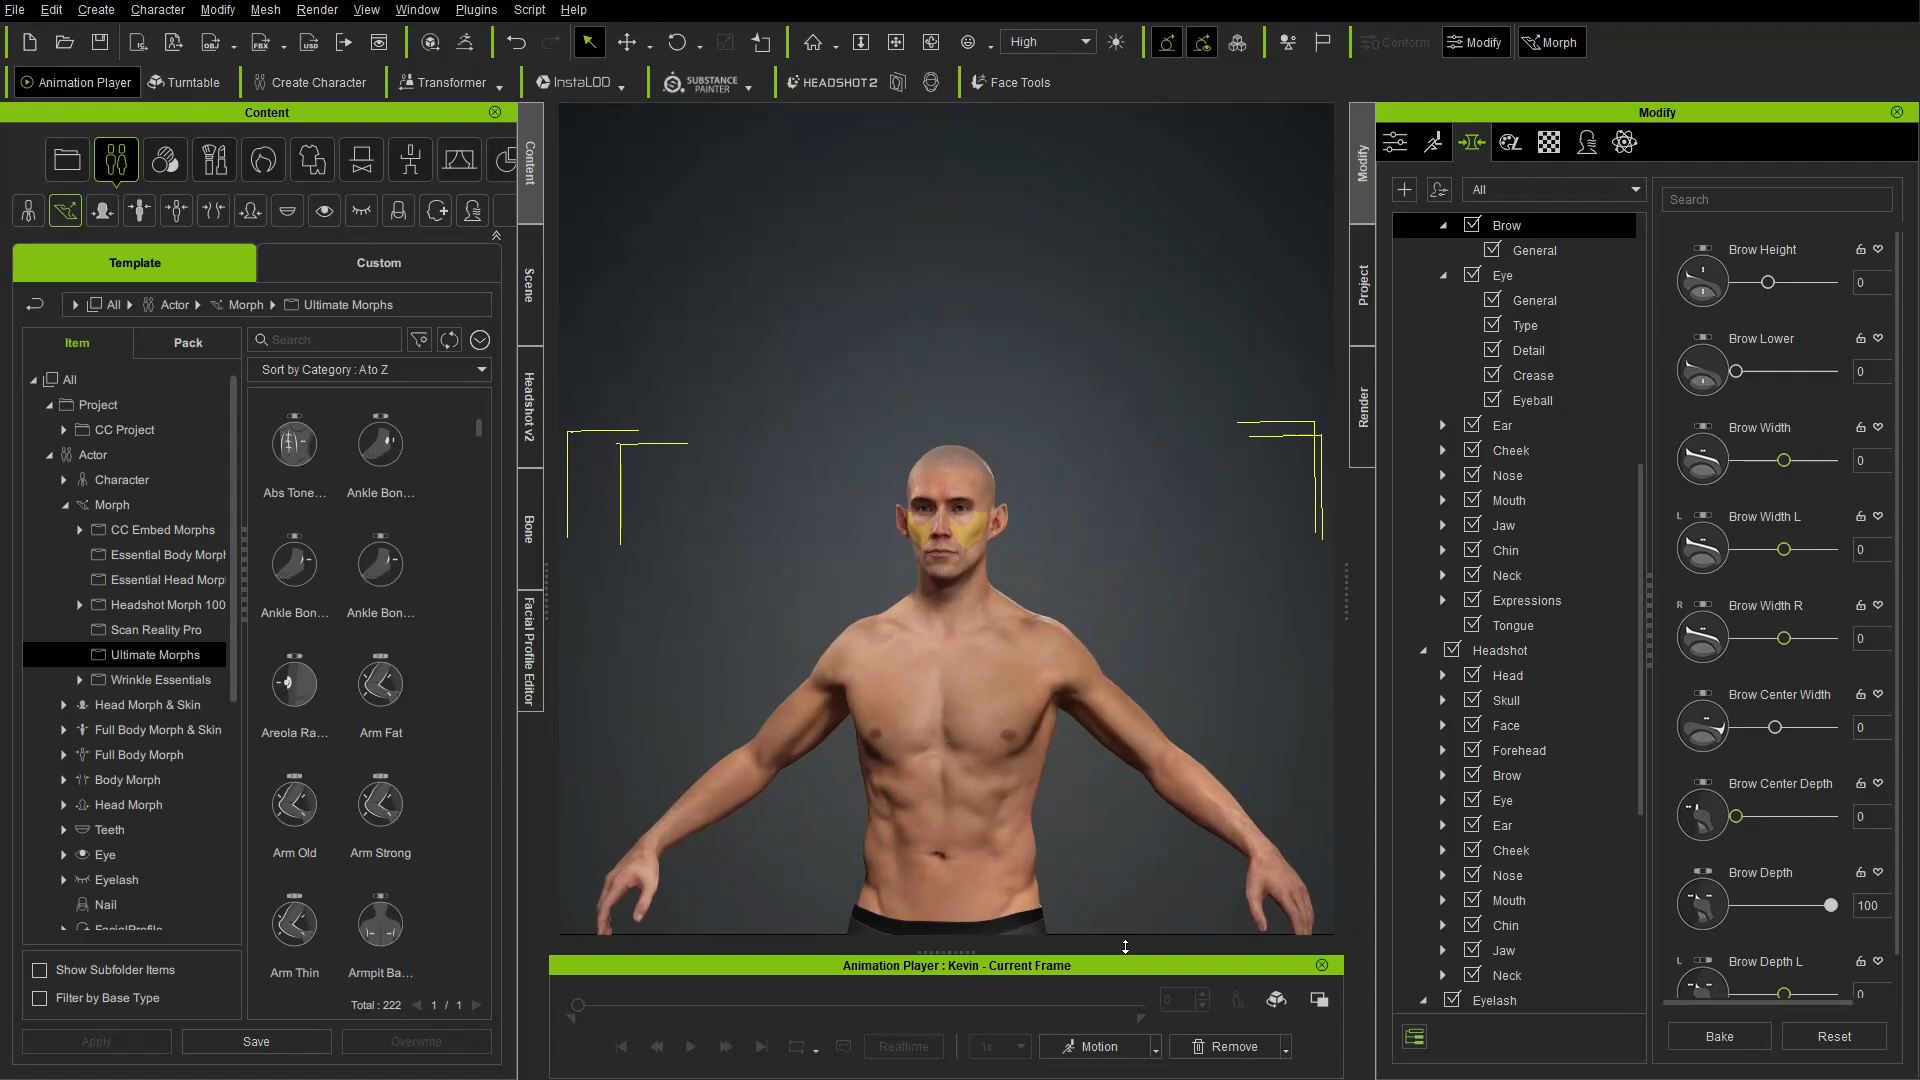 File Edit Create Character Modify Mesh Render View Window Plugins Script Help
High Conform Modify Morph
Animation Player Turntable Create Character Transformer InstaLOD SUBSTANCE PAINTER HEADSHOT 2 Face Tools
Content
Template Custom
All Actor Morph Ultimate Morphs
Item Pack Search
Sort by Category : A to Z
All
Project
CC Project
Actor
Character
Morph
CC Embed Morphs
Essential Body Morph
Essential Head Morp
Headshot Morph 100
Scan Reality Pro
Ultimate Morphs
Wrinkle Essentials
Head Morph & Skin
Full Body Morph & Skin
Full Body Morph
Body Morph
Head Morph
Teeth
Eye
Eyelash
Nail
FacialProfile
Abs Tone... Ankle Bon...
Ankle Bon... Ankle Bon...
Areola Ra... Arm Fat
Arm Old Arm Strong
Arm Thin Armpit Ba...
Show Subfolder Items
Filter by Base Type
Total : 222 1 / 1
Apply Save Overwrite
Content
Scene
Headshot v2
Bone
Facial Profile Editor
Animation Player : Kevin - Current Frame
0
Realtime 1x Motion Remove
Modify
Project
Render
Modify
All
Search
Brow
General
Eye
General
Type
Detail
Crease
Eyeball
Ear
Cheek
Nose
Mouth
Jaw
Chin
Neck
Expressions
Tongue
Headshot
Head
Skull
Face
Forehead
Brow
Eye
Ear
Cheek
Nose
Mouth
Chin
Jaw
Neck
Eyelash
Brow Height
0
Brow Lower
0
Brow Width
0
L Brow Width L
0
R Brow Width R
0
Brow Center Width
0
Brow Center Depth
0
Brow Depth
100
L Brow Depth L
0
Bake Reset